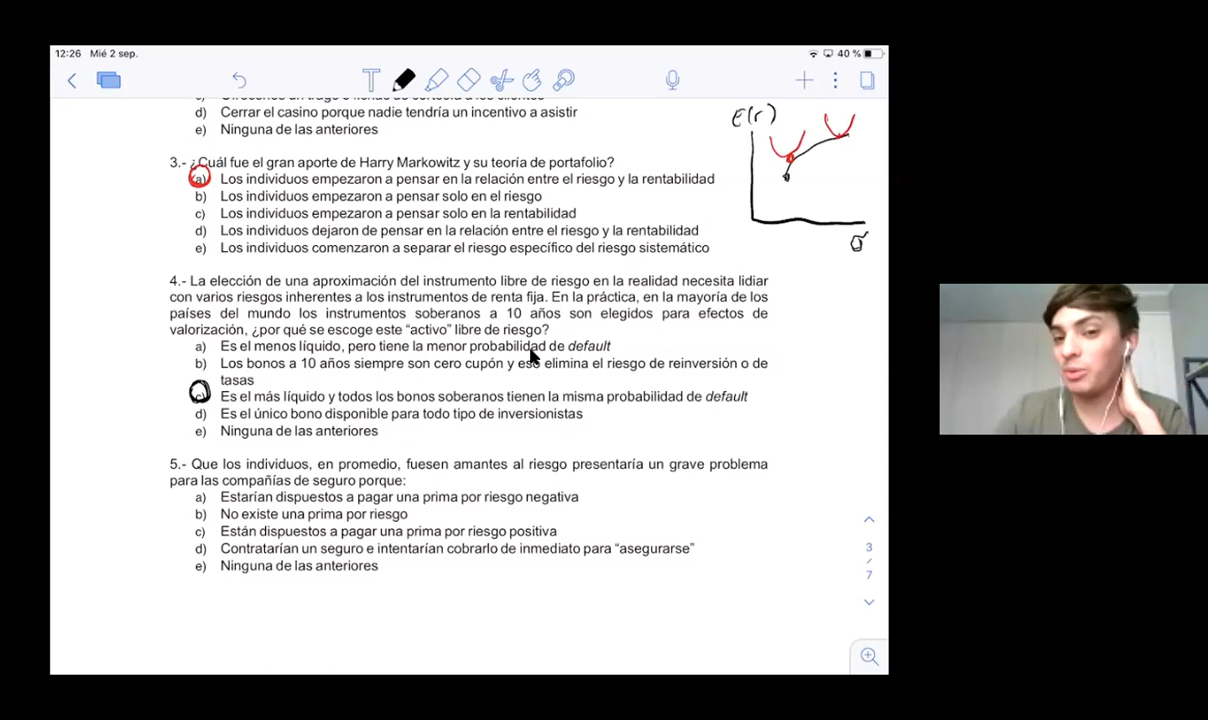 12:26 Mié 2 sep.
40 %
T
d) Cerrar el casino porque nadie tendría un incentivo a asistir
e) Ninguna de las anteriores
E(r)
σ
3.- ¿Cuál fue el gran aporte de Harry Markowitz y su teoría de portafolio?
a) Los individuos empezaron a pensar en la relación entre el riesgo y la rentabilidad
b) Los individuos empezaron a pensar solo en el riesgo
c) Los individuos empezaron a pensar solo en la rentabilidad
d) Los individuos dejaron de pensar en la relación entre el riesgo y la rentabilidad
e) Los individuos comenzaron a separar el riesgo específico del riesgo sistemático
4.- La elección de una aproximación del instrumento libre de riesgo en la realidad necesita lidiar
con varios riesgos inherentes a los instrumentos de renta fija. En la práctica, en la mayoría de los
países del mundo los instrumentos soberanos a 10 años son elegidos para efectos de
valorización, ¿por qué se escoge este “activo” libre de riesgo?
a) Es el menos líquido, pero tiene la menor probabilidad de default
b) Los bonos a 10 años siempre son cero cupón y eso elimina el riesgo de reinversión o de
tasas
c) Es el más líquido y todos los bonos soberanos tienen la misma probabilidad de default
d) Es el único bono disponible para todo tipo de inversionistas
e) Ninguna de las anteriores
5.- Que los individuos, en promedio, fuesen amantes al riesgo presentaría un grave problema
para las compañías de seguro porque:
a) Estarían dispuestos a pagar una prima por riesgo negativa
b) No existe una prima por riesgo
c) Están dispuestos a pagar una prima por riesgo positiva
d) Contratarían un seguro e intentarían cobrarlo de inmediato para “asegurarse”
e) Ninguna de las anteriores
3
/
7